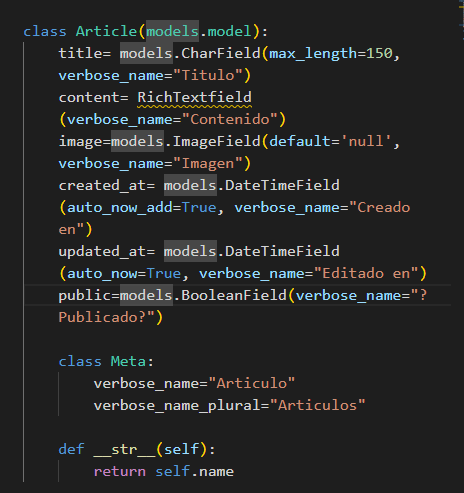 class Article(models.model):
title= models.CharField(max_length=150,
verbose_name="Titulo")
content= RichTextfield
(verbose_name="Contenido")
image=models.ImageField(default='null',
verbose_name="Imagen")
created_at= models.DateTimeField
(auto_now_add=True, verbose_name="Creado
en")
updated_at= models.DateTimeField
(auto_now=True, verbose_name="Editado en")
public=models.BooleanField(verbose_name="?
Publicado?")
class Meta:
verbose_name="Articulo"
verbose_name_plural="Articulos"
def __str__(self):
return self.name